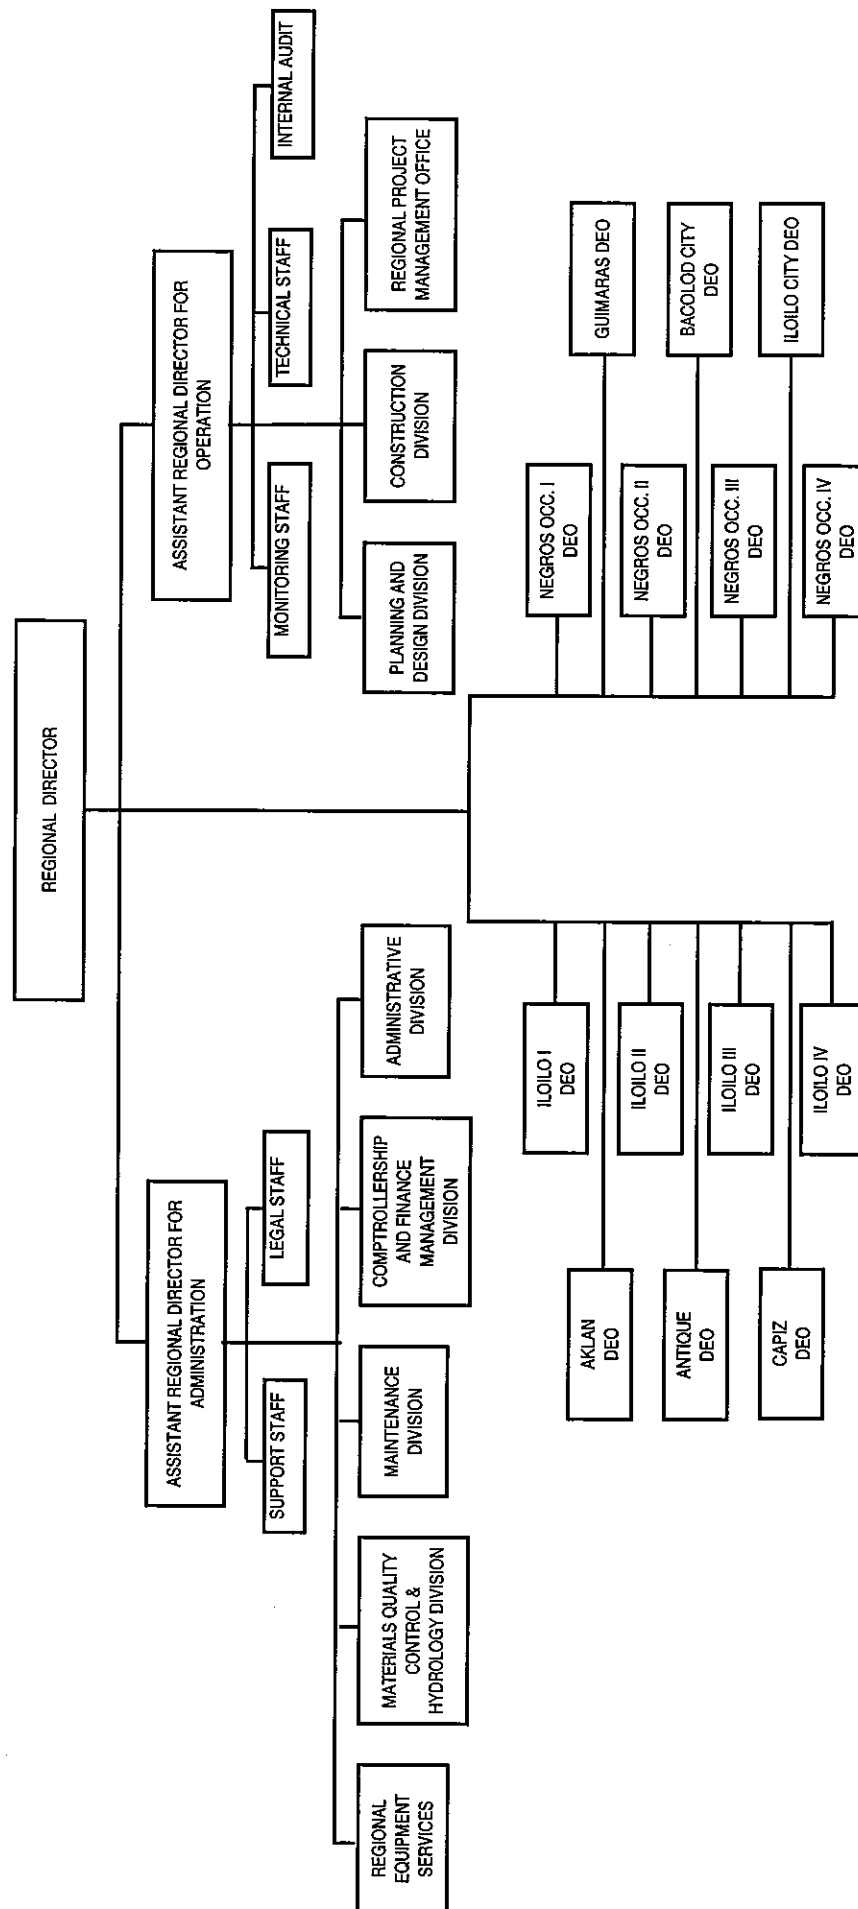 REGIONAL DIRECTOR
ASSISTANT REGIONAL DIRECTOR FOR
ADMINISTRATION
ASSISTANT REGIONAL DIRECTOR FOR
OPERATION
SUPPORT STAFF
LEGAL STAFF
MONITORING STAFF
TECHNICAL STAFF
INTERNAL AUDIT
REGIONAL
EQUIPMENT
SERVICES
MATERIALS QUALITY
CONTROL &
HYDROLOGY DIVISION
MAINTENANCE
DIVISION
COMPTROLLERSHIP
AND FINANCE
MANAGEMENT
DIVISION
ADMINISTRATIVE
DIVISION
PLANNING AND
DESIGN DIVISION
CONSTRUCTION
DIVISION
REGIONAL PROJECT
MANAGEMENT OFFICE
ILOILO I
DEO
NEGROS OCC. I
DEO
AKLAN
DEO
GUIMARAS DEO
ILOILO II
DEO
NEGROS OCC. II
DEO
ANTIQUE
DEO
BACOLOD CITY
DEO
ILOILO III
DEO
NEGROS OCC. III
DEO
CAPIZ
DEO
ILOILO CITY DEO
ILOILO IV
DEO
NEGROS OCC. IV
DEO